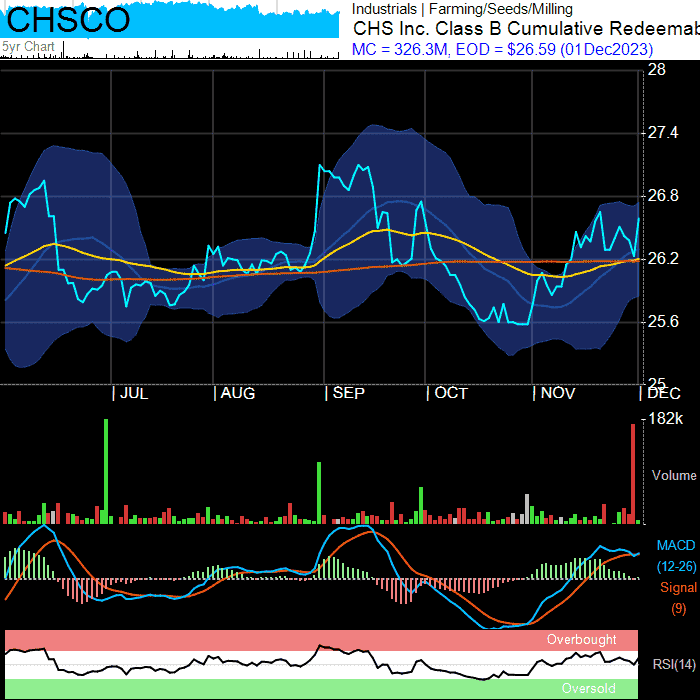 CHSCO
5yr Chart
Industrials | Farming/Seeds/Milling
CHS Inc. Class B Cumulative Redeemab
MC = 326.3M, EOD = $26.59 (01Dec2023)
28
27.4
26.8
26.2
25.6
25
| JUL | AUG | SEP | OCT | NOV | DEC
182k
Volume
MACD
(12-26)
Signal
(9)
Overbought
RSI(14)
Oversold